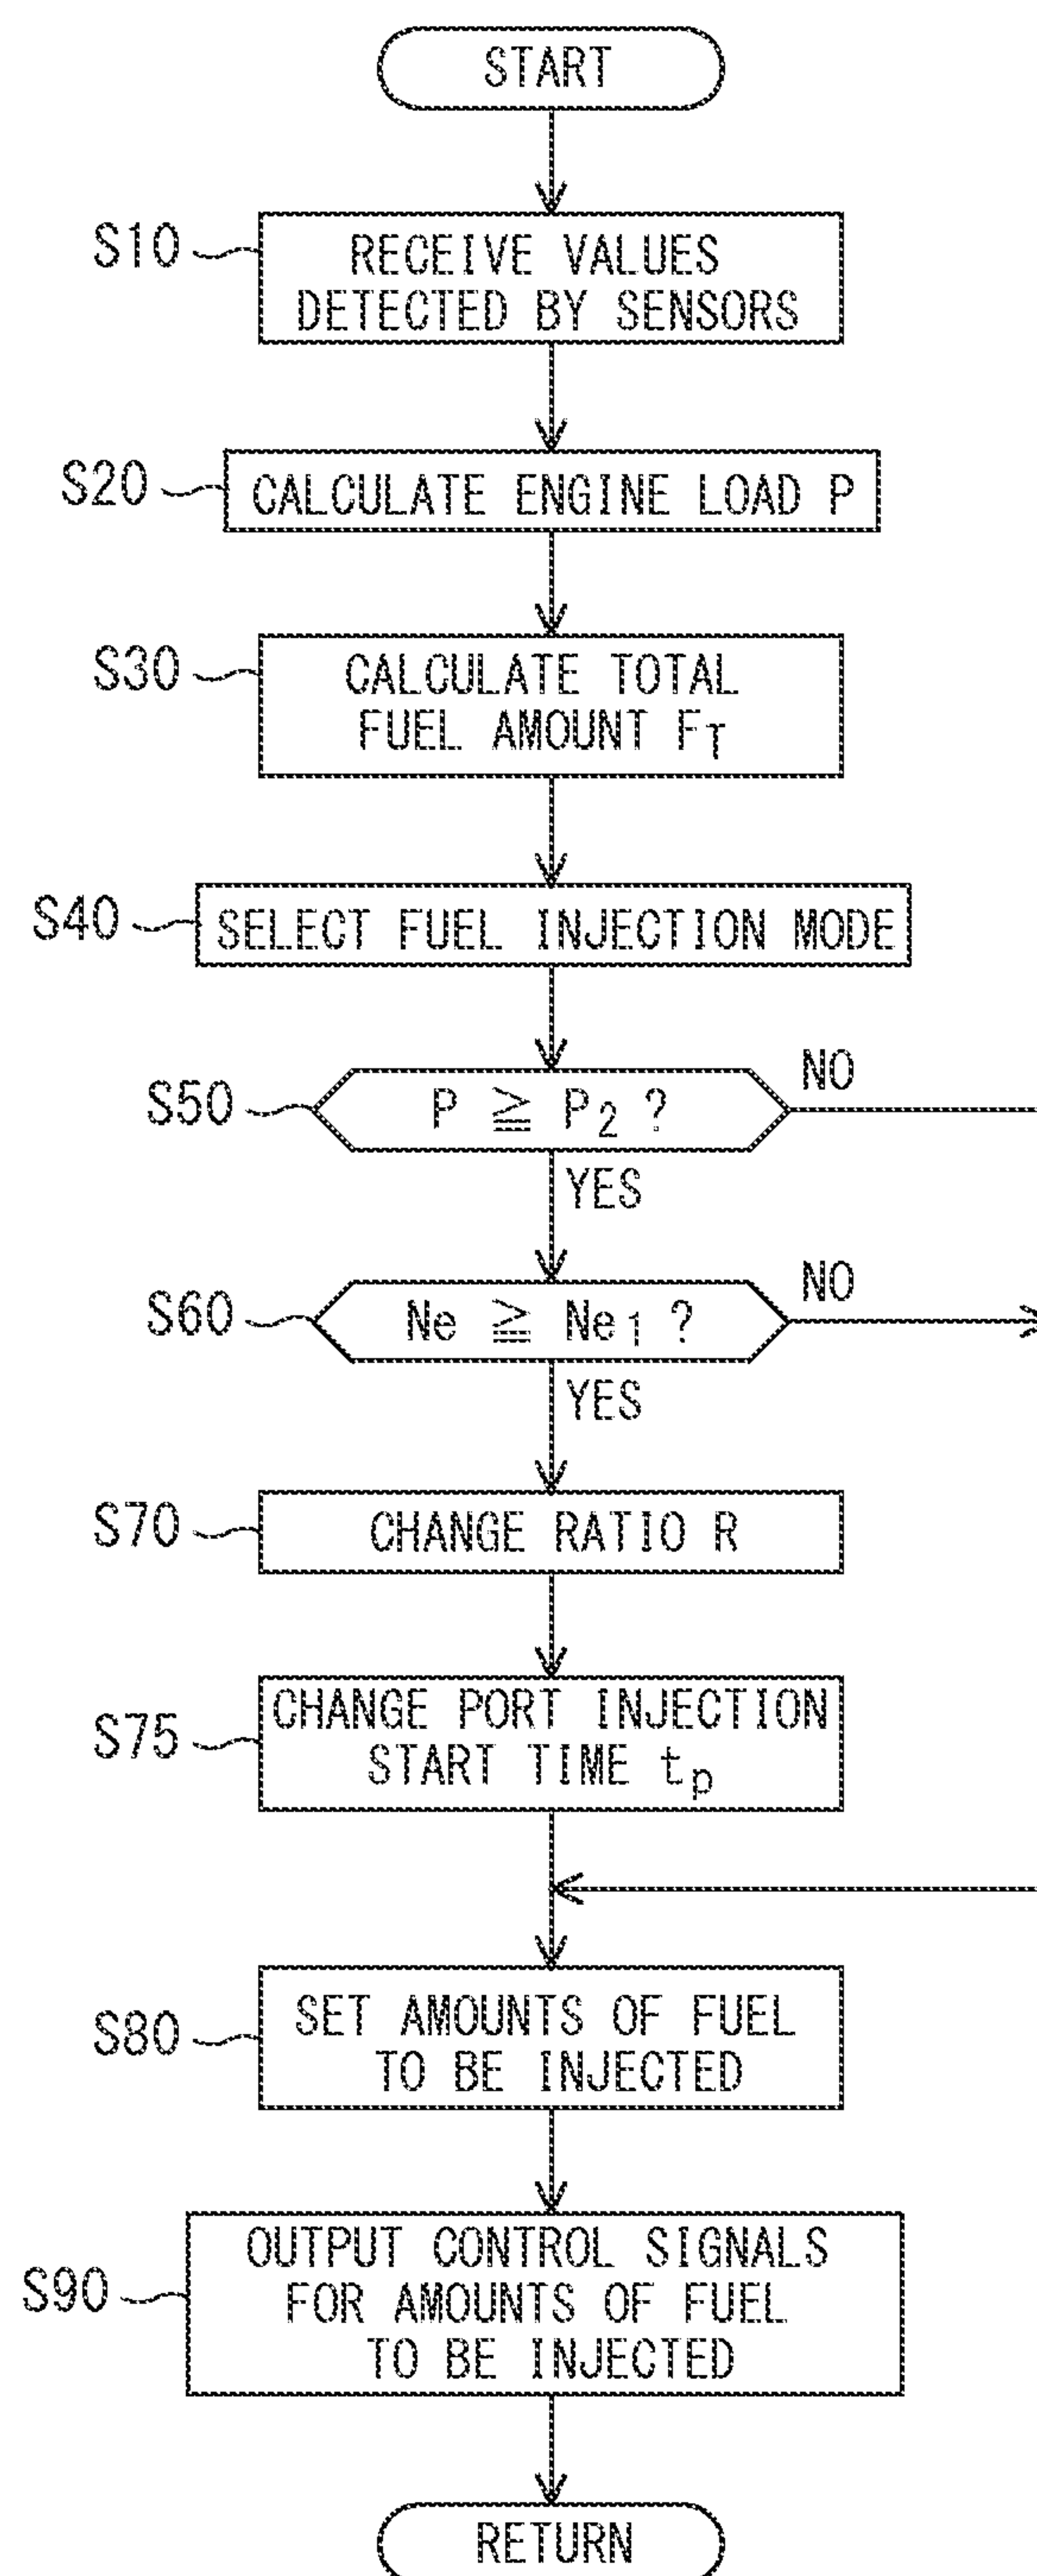 START
S10
RECEIVE VALUES
DETECTED BY SENSORS
S20
CALCULATE ENGINE LOAD P
S30
CALCULATE TOTAL
FUEL AMOUNT FT
S40
SELECT FUEL INJECTION MODE
S50
P ≧ P2 ?
NO
YES
S60
Ne ≧ Ne1 ?
NO
YES
S70
CHANGE RATIO R
S75
CHANGE PORT INJECTION
START TIME tp
S80
SET AMOUNTS OF FUEL
TO BE INJECTED
S90
OUTPUT CONTROL SIGNALS
FOR AMOUNTS OF FUEL
TO BE INJECTED
RETURN